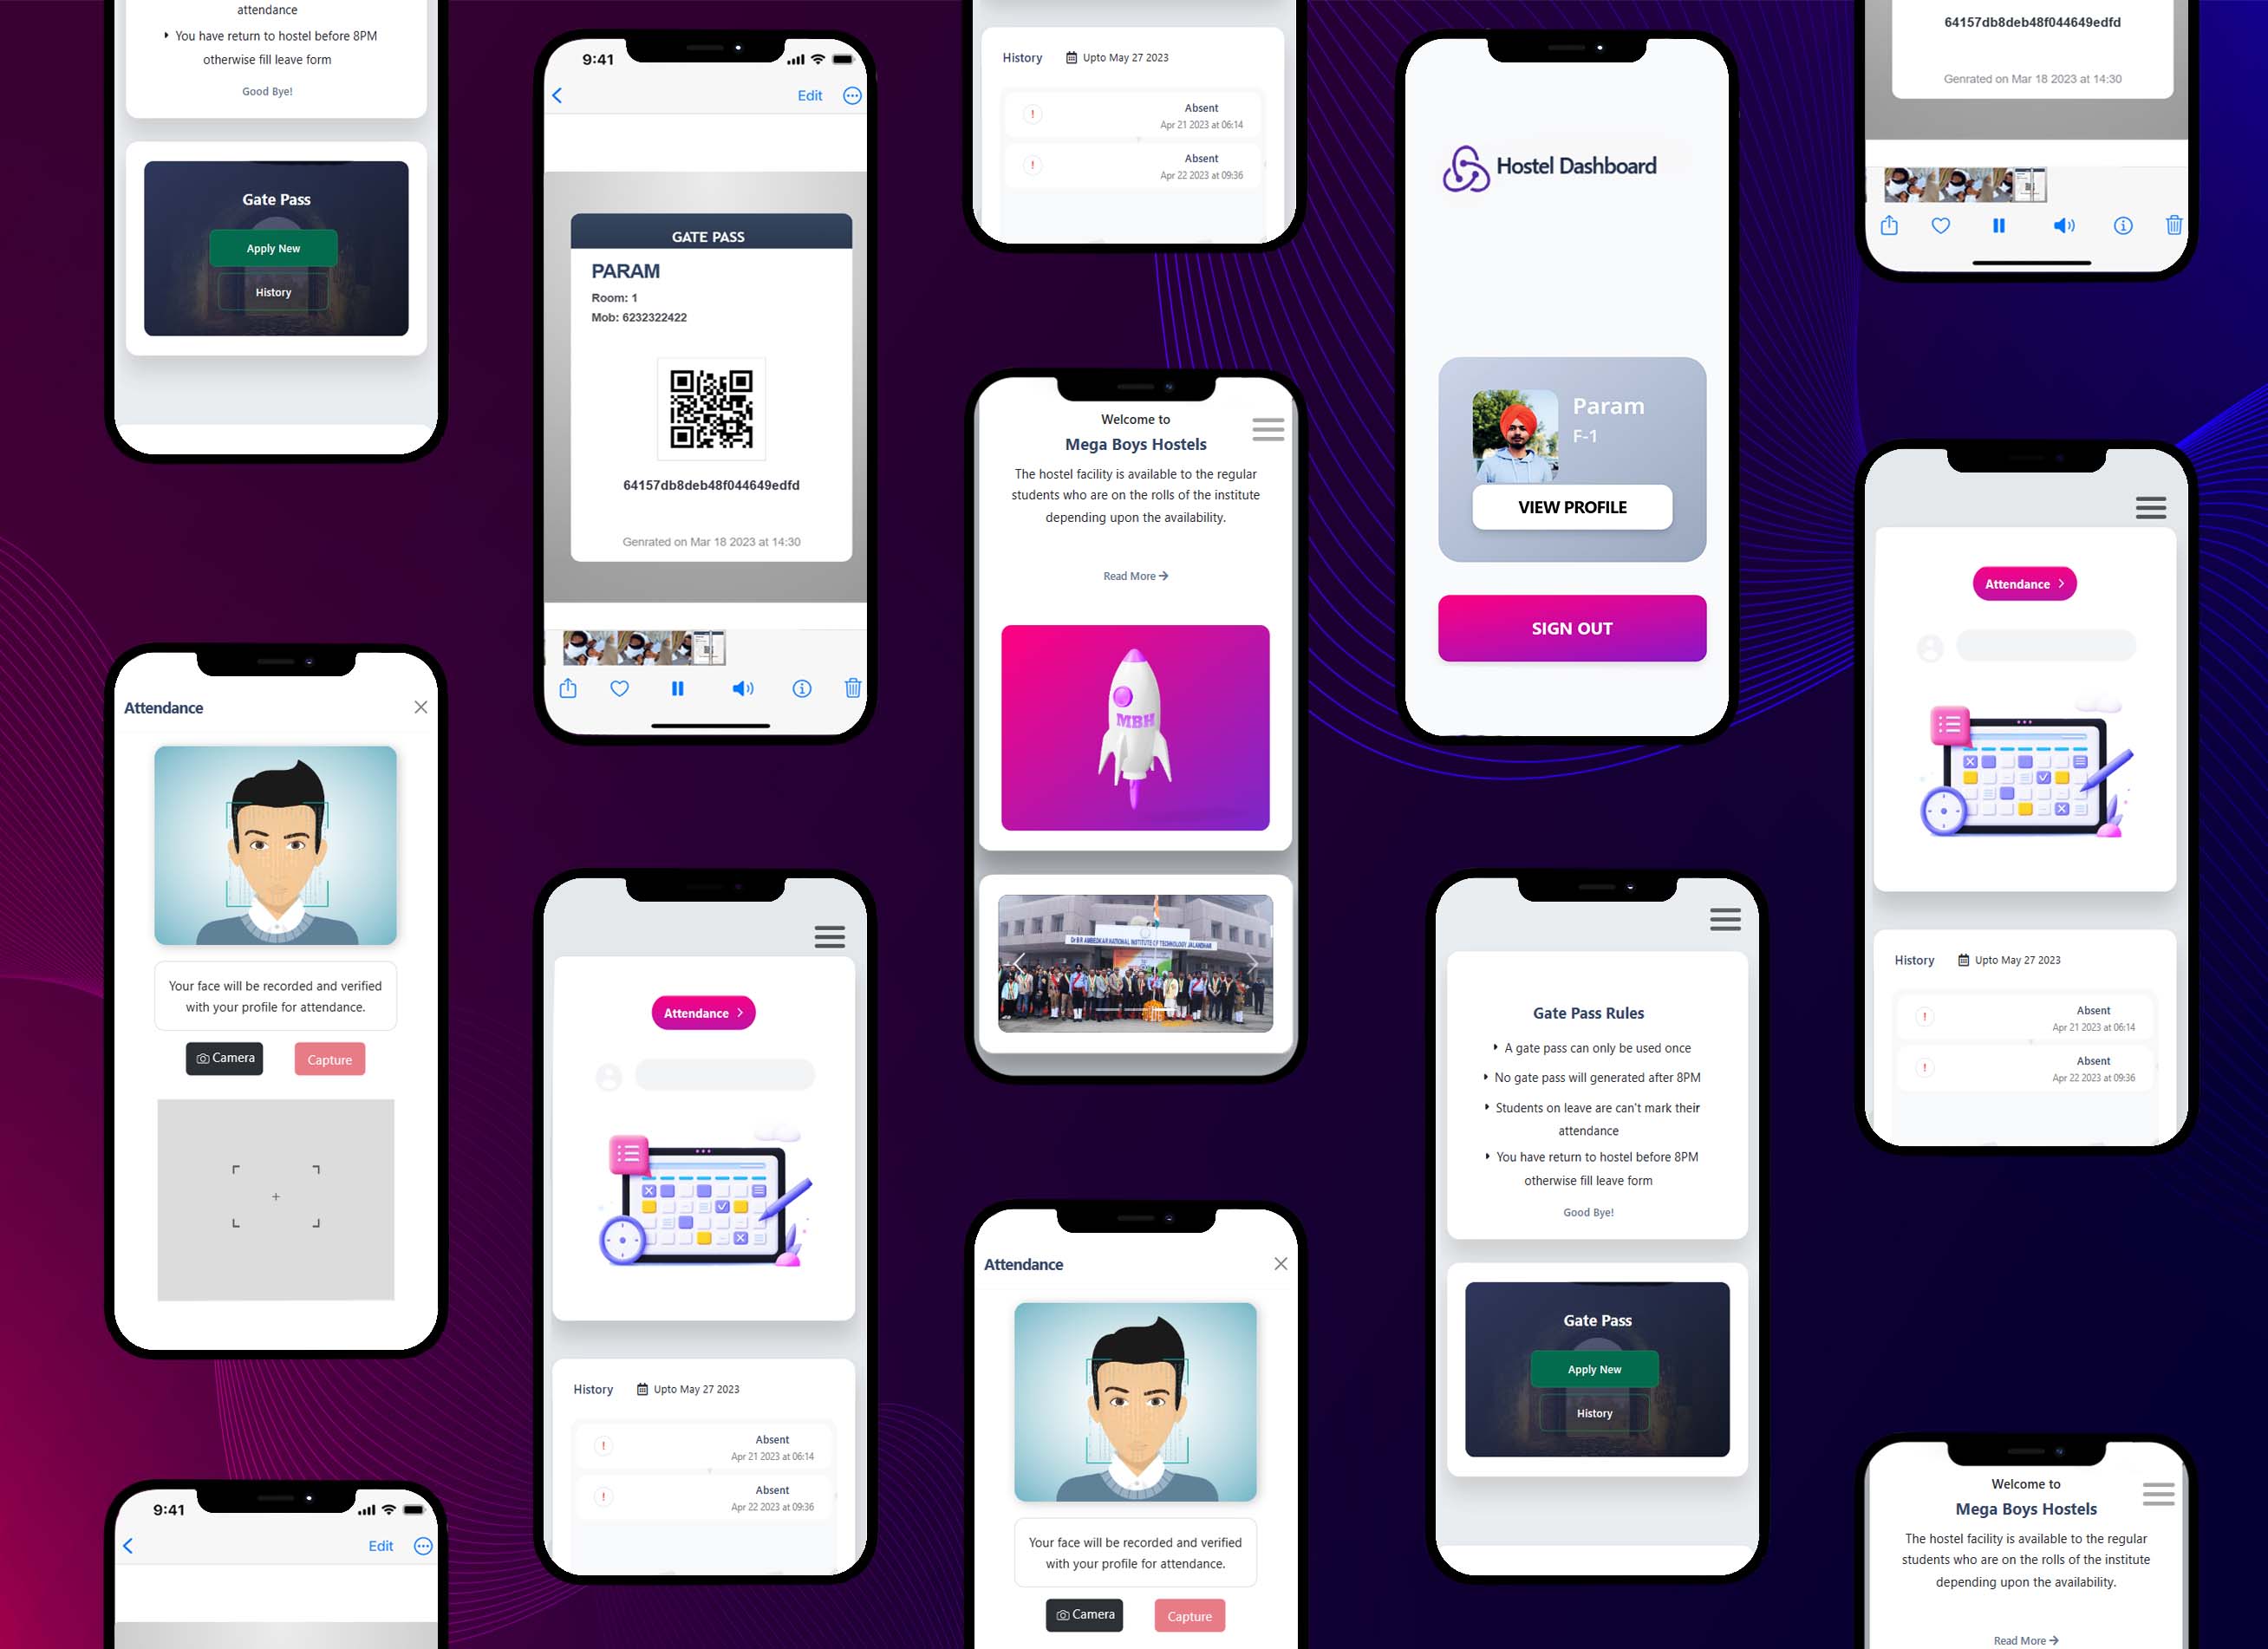 attendance
You have return to hostel before 8PM
otherwise fill leave form
Good Bye!
Gate Pass
Apply New
History
Attendance
Your face will be recorded and verified
with your profile for attendance.
Camera
Capture
9:41
Edit
9:41
Edit
GATE PASS
PARAM
Room: 1
Mob: 6232322422
64157db8deb48f044649edfd
Genrated on Mar 18 2023 at 14:30
Attendance
History Upto May 27 2023
Absent
Apr 21 2023 at 06:14
Absent
Apr 22 2023 at 09:36
History Upto May 27 2023
Absent
Apr 21 2023 at 06:14
Absent
Apr 22 2023 at 09:36
Welcome to
Mega Boys Hostels
The hostel facility is available to the regular
students who are on the rolls of the institute
depending upon the availability.
Read More
MBH
Dr B R AMBEDKAR NATIONAL INSTITUTE OF TECHNOLOGY JALANDHAR
Attendance
Your face will be recorded and verified
with your profile for attendance.
Camera
Capture
Hostel Dashboard
Param
F-1
VIEW PROFILE
SIGN OUT
Gate Pass Rules
A gate pass can only be used once
No gate pass will generated after 8PM
Students on leave are can't mark their
attendance
You have return to hostel before 8PM
otherwise fill leave form
Good Bye!
Gate Pass
Apply New
History
64157db8deb48f044649edfd
Genrated on Mar 18 2023 at 14:30
Attendance
History Upto May 27 2023
Absent
Apr 21 2023 at 06:14
Absent
Apr 22 2023 at 09:36
Welcome to
Mega Boys Hostels
The hostel facility is available to the regular
students who are on the rolls of the institute
depending upon the availability.
Read More